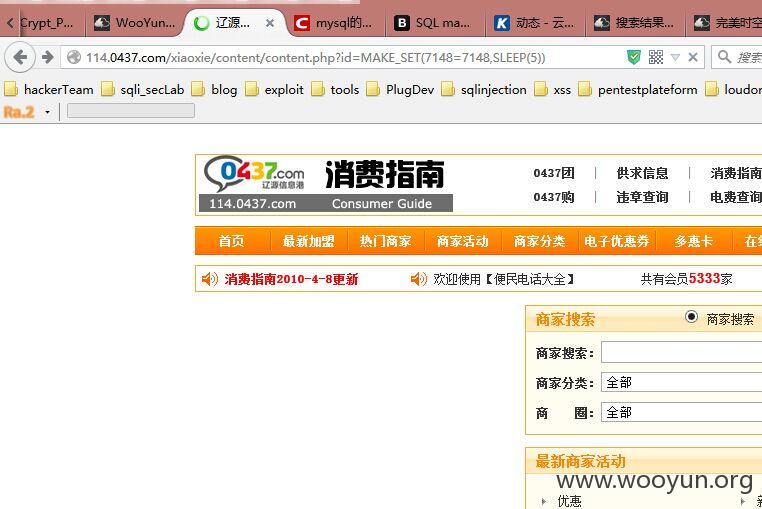 Crypt_P... WooYun... 辽源... mysql的... SQL ma... 动态 - 云... 搜索结果... 完美时空
114.0437.com/xiaoxie/content/content.php?id=MAKE_SET(7148=7148,SLEEP(5)) 搜索
hackerTeam sqli_secLab blog exploit tools PlugDev sqlinjection xss pentestplateform loudon
Ra.2
0437.com 辽源信息港 消费指南
114.0437.com Consumer Guide
0437团 | 供求信息 | 消费指南
0437购 | 违章查询 | 电费查询
首页 最新加盟 热门商家 商家活动 商家分类 电子优惠券 多惠卡 在线
消费指南2010-4-8更新 欢迎使用【便民电话大全】 共有会员5333家
商家搜索 商家搜索
商家搜索：
商家分类： 全部
商 圈： 全部
最新商家活动
www.wooyun.org
优惠